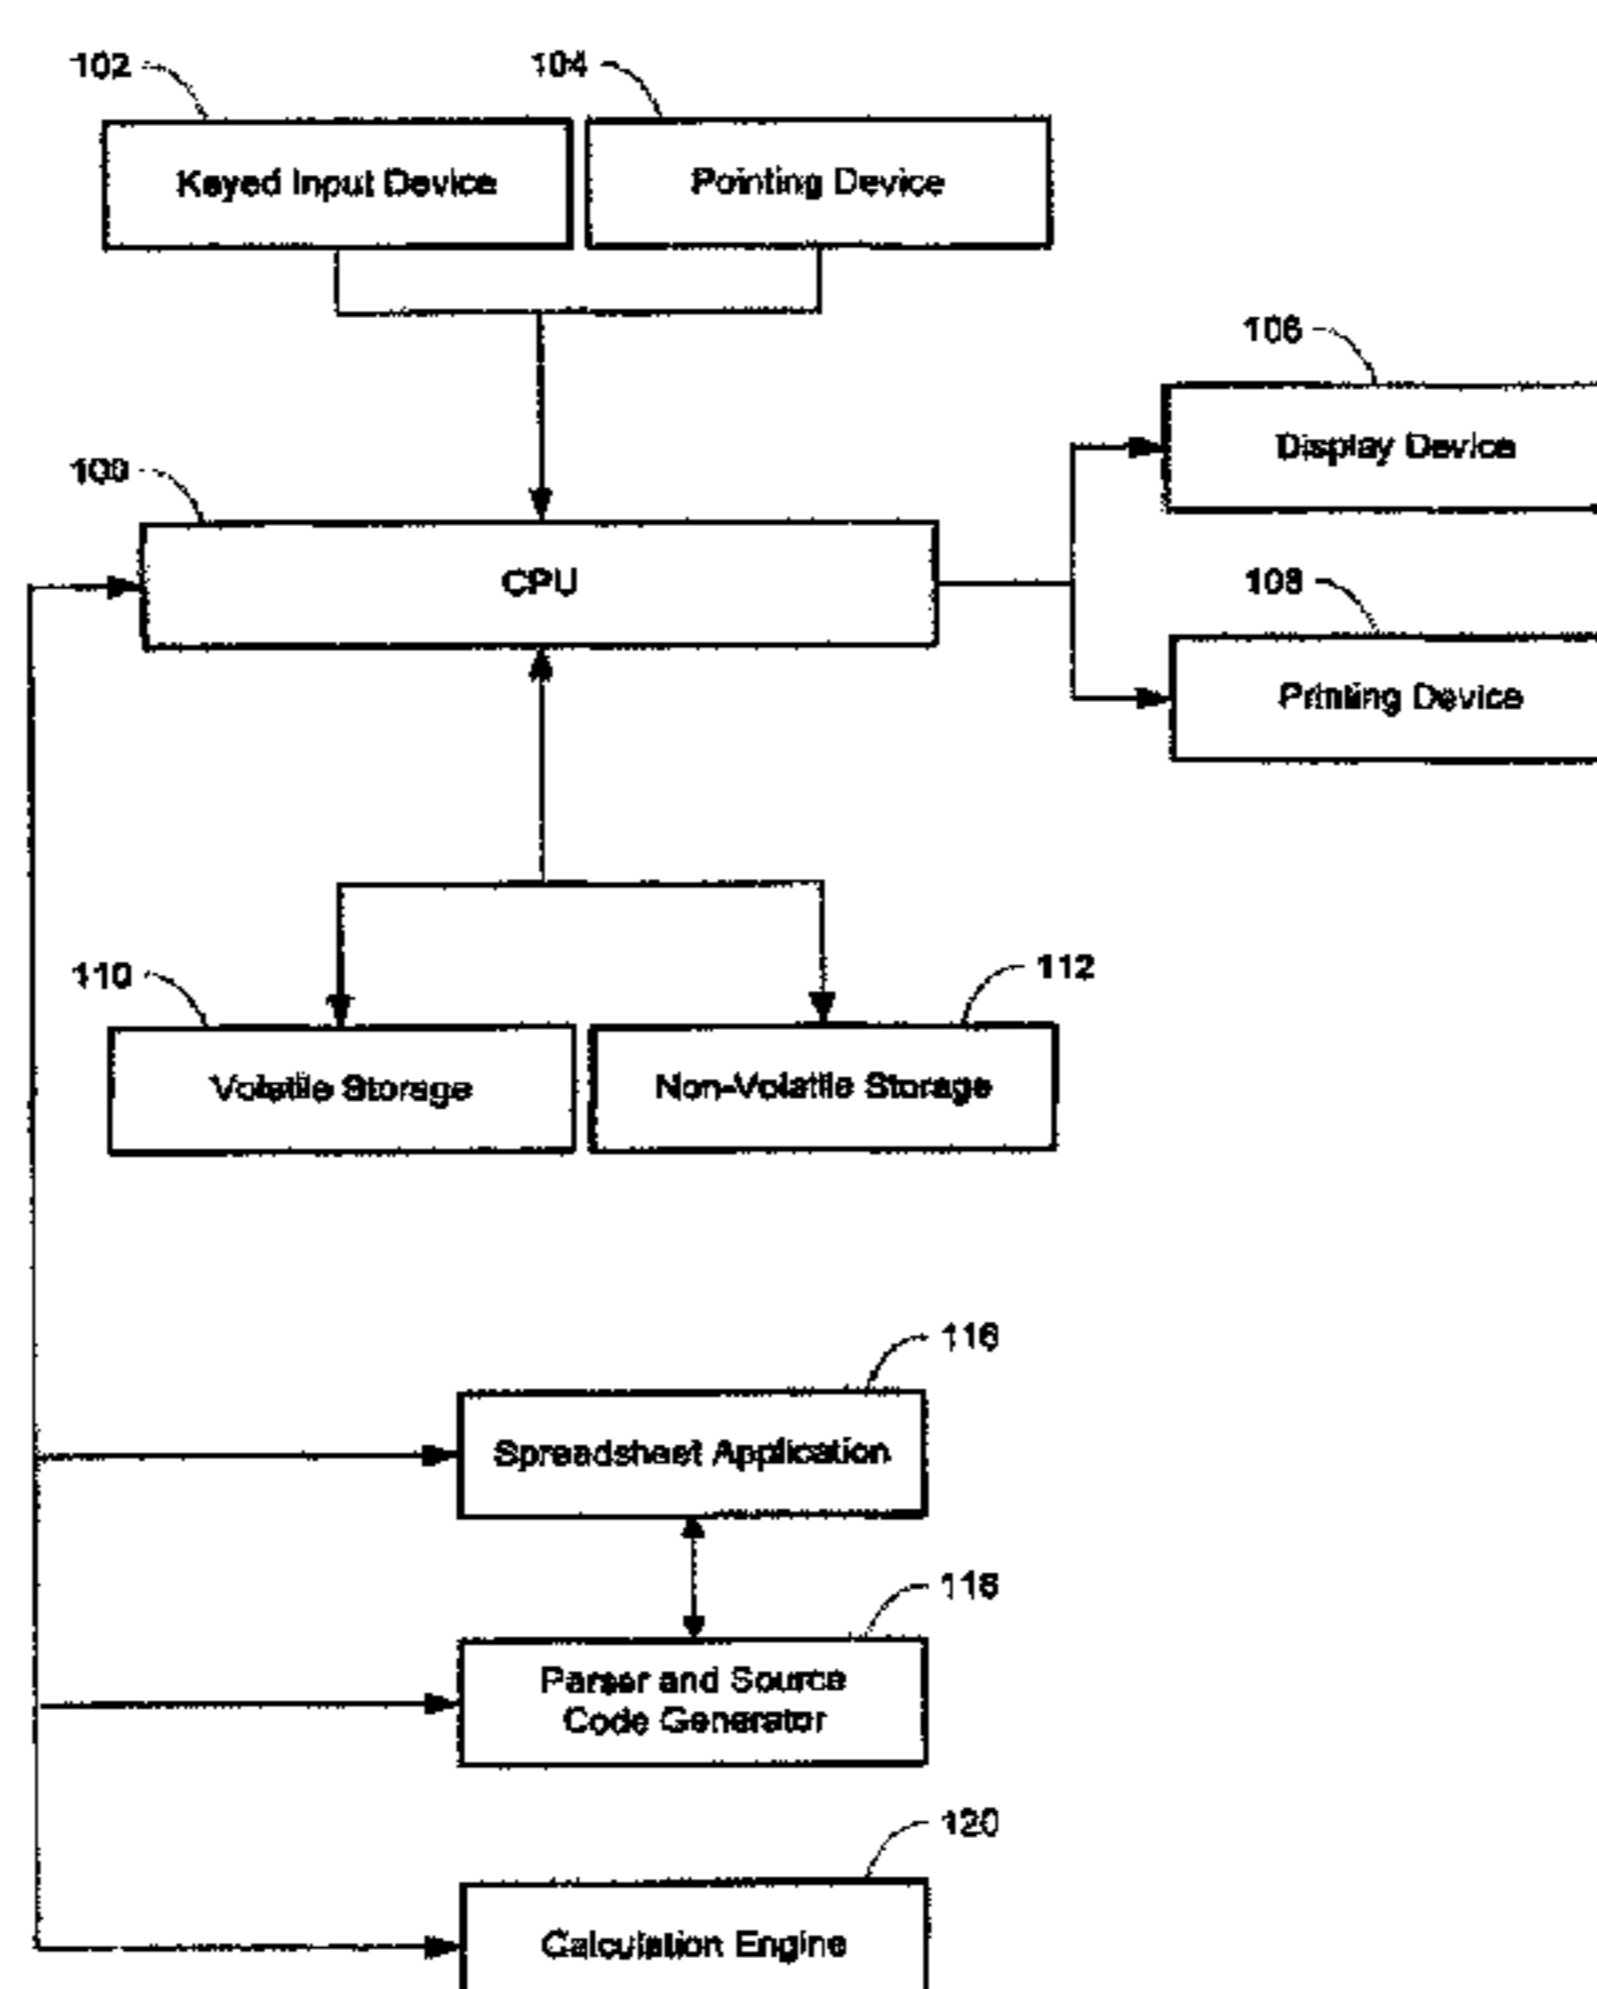 102
104
Keyed Input Device
Pointing Device
106
100
Display Device
CPU
108
Printing Device
110
112
Volatile Storage
Non-Volatile Storage
116
Spreadsheet Application
118
Parser and Source
Code Generator
120
Calculation Engine